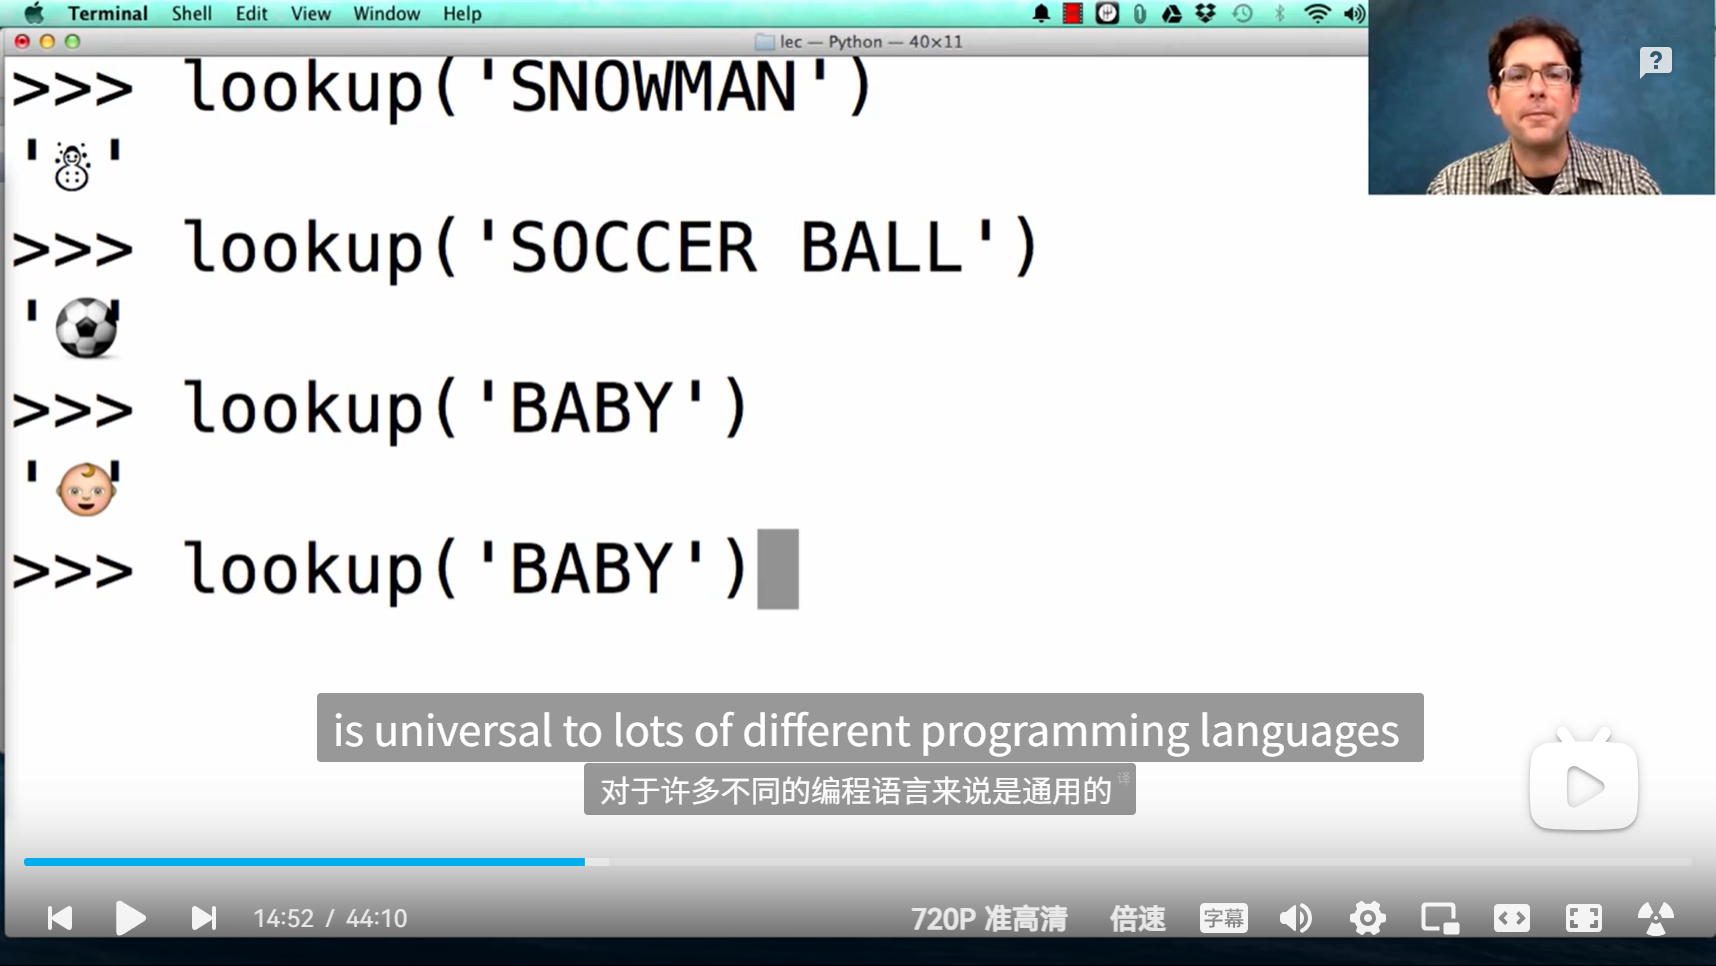 Terminal Shell Edit View Window Help
lec — Python — 40×11
>>> lookup('SNOWMAN')
'☃'
>>> lookup('SOCCER BALL')
'⚽'
>>> lookup('BABY')
'👶'
>>> lookup('BABY')
is universal to lots of different programming languages
对于许多不同的编程语言来说是通用的 译
14:52 / 44:10 720P 准高清 倍速 字幕